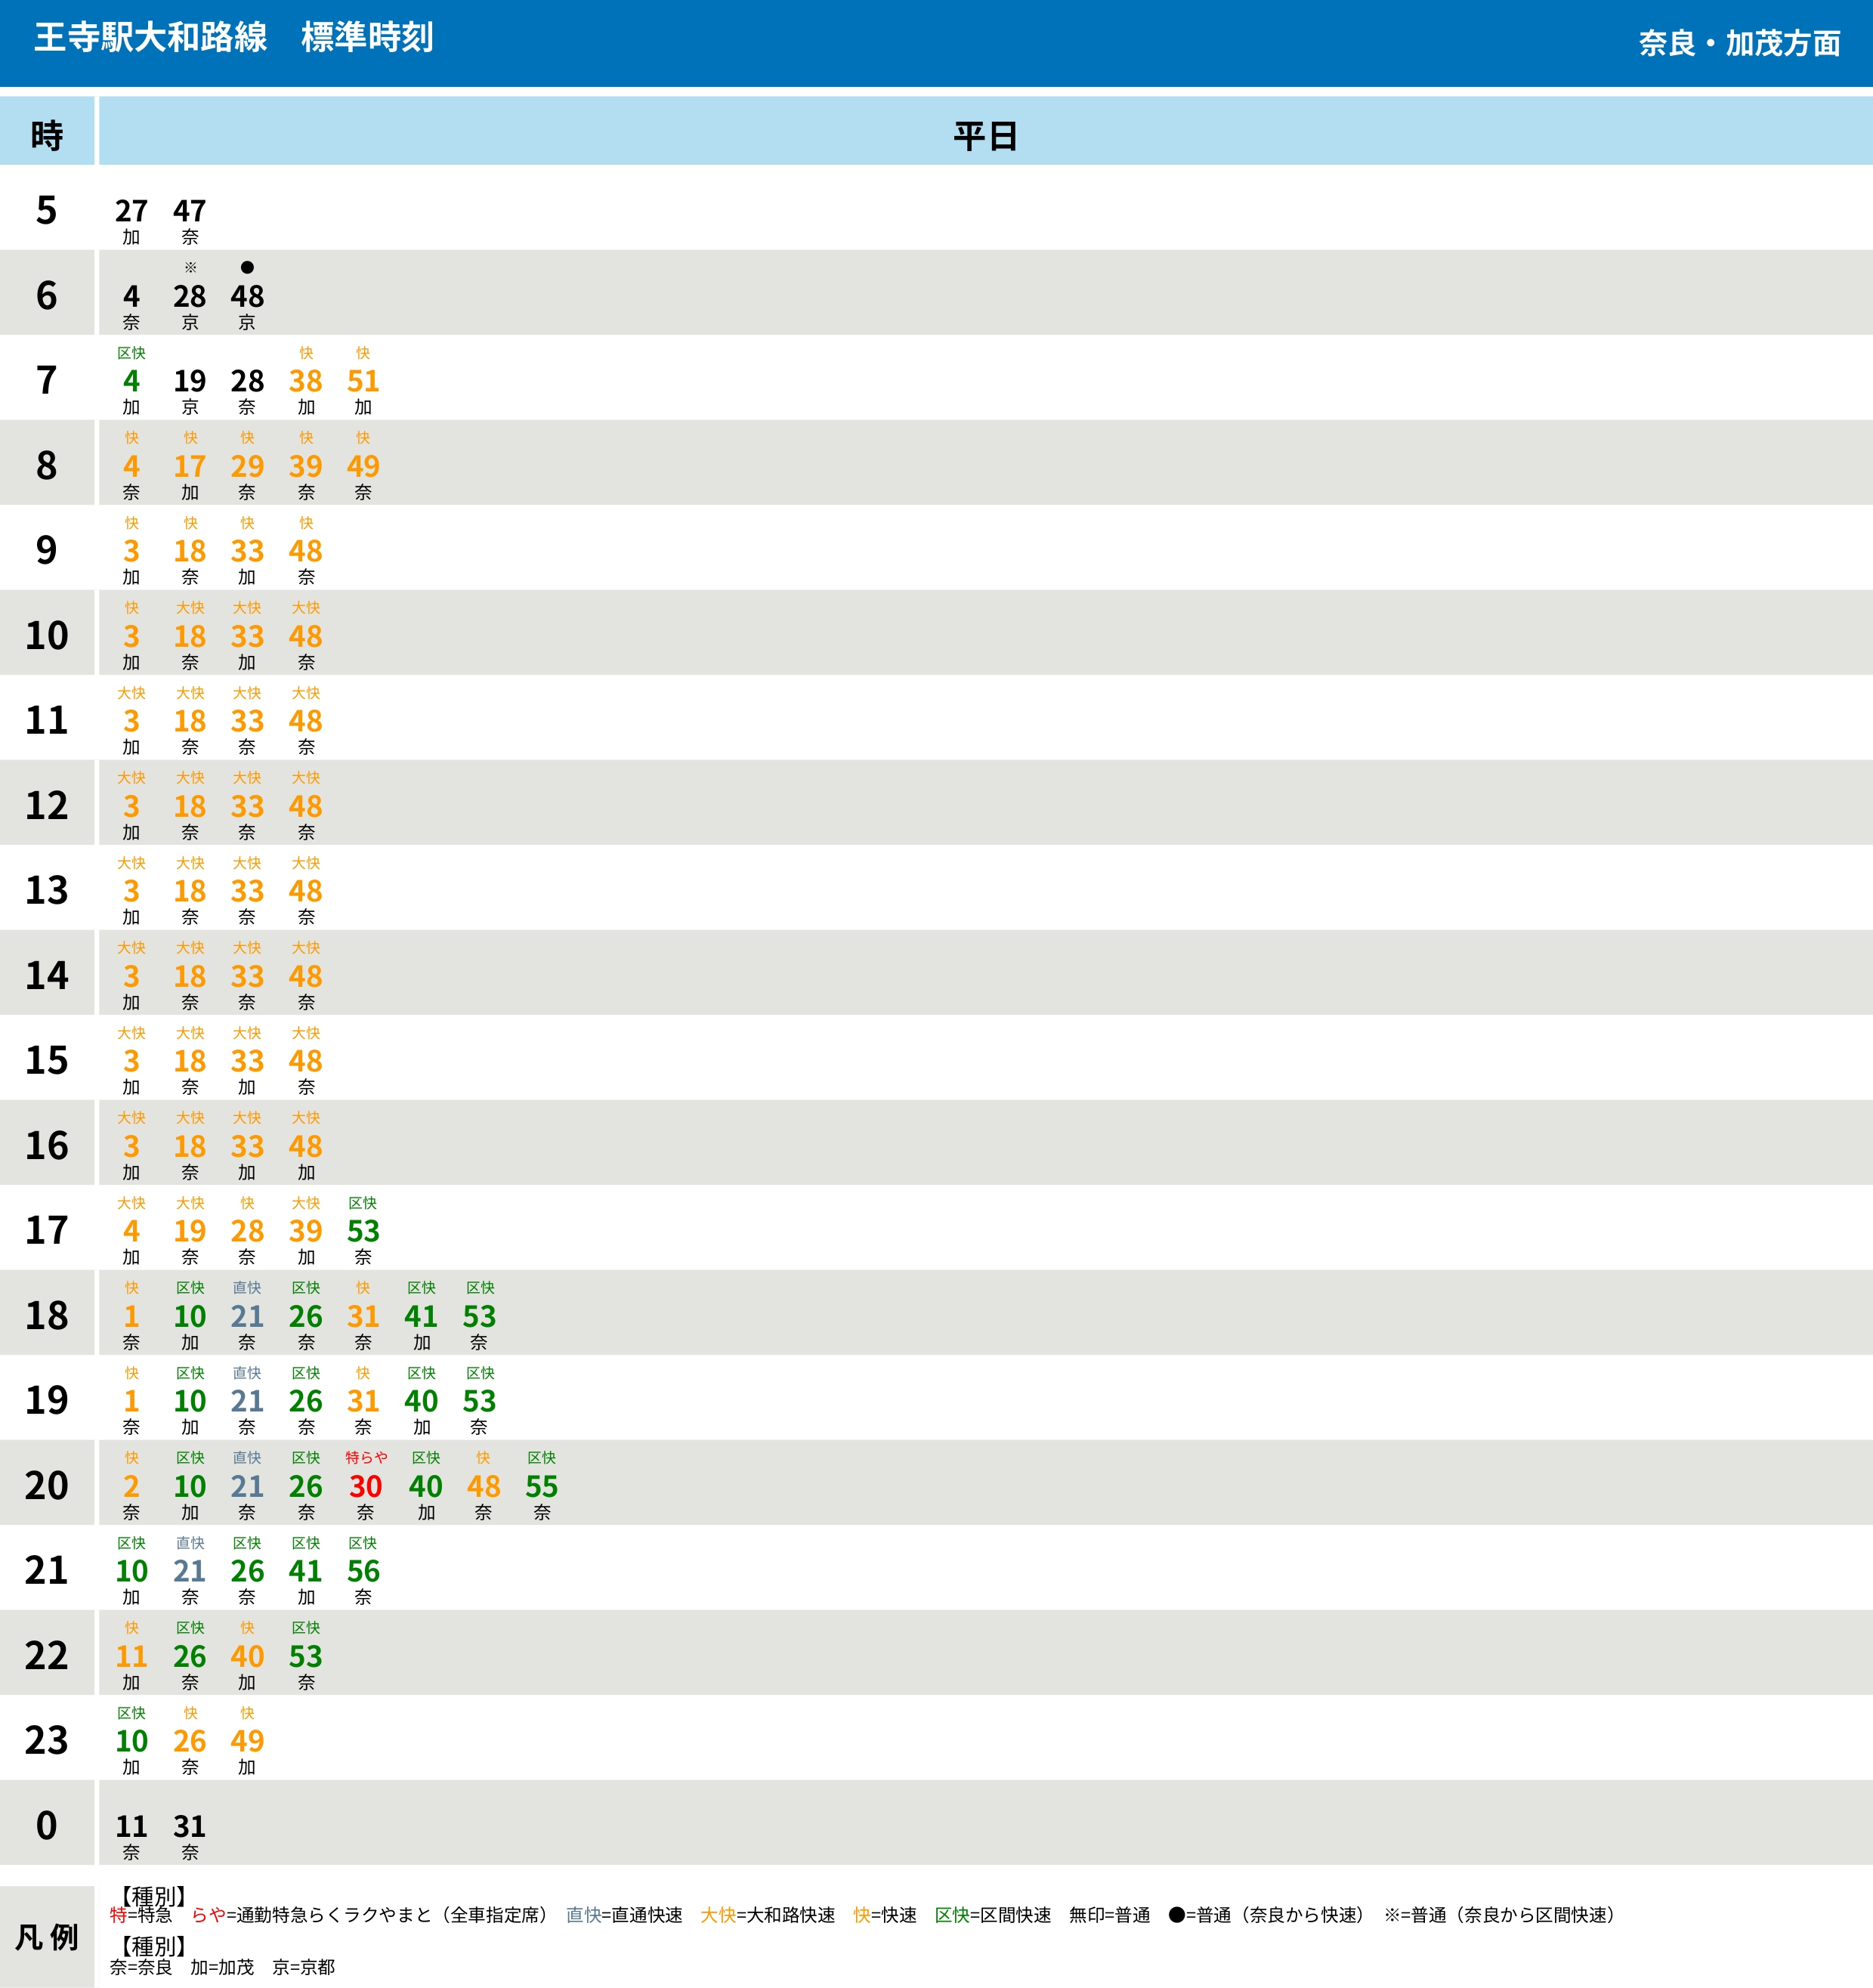 王寺駅大和路線　標準時刻
奈良・加茂方面
時 平日
5
27 47
加 奈
※ ●
6
4 28 48
奈 京 京
区快 快 快
7
4 19 28 38 51
加 京 奈 加 加
快 快 快 快 快
8
4 17 29 39 49
奈 加 奈 奈 奈
快 快 快 快
9
3 18 33 48
加 奈 加 奈
快 大快 大快 大快
10
3 18 33 48
加 奈 加 奈
大快 大快 大快 大快
11
3 18 33 48
加 奈 奈 奈
大快 大快 大快 大快
12
3 18 33 48
加 奈 奈 奈
大快 大快 大快 大快
13
3 18 33 48
加 奈 奈 奈
大快 大快 大快 大快
14
3 18 33 48
加 奈 奈 奈
大快 大快 大快 大快
15
3 18 33 48
加 奈 加 奈
大快 大快 大快 大快
16
3 18 33 48
加 奈 加 加
大快 大快 快 大快 区快
17
4 19 28 39 53
加 奈 奈 加 奈
快 区快 直快 区快 快 区快 区快
18
1 10 21 26 31 41 53
奈 加 奈 奈 奈 加 奈
快 区快 直快 区快 快 区快 区快
19
1 10 21 26 31 40 53
奈 加 奈 奈 奈 加 奈
快 区快 直快 区快 特らや 区快 快 区快
20
2 10 21 26 30 40 48 55
奈 加 奈 奈 奈 加 奈 奈
区快 直快 区快 区快 区快
21
10 21 26 41 56
加 奈 奈 加 奈
快 区快 快 区快
22
11 26 40 53
加 奈 加 奈
区快 快 快
23
10 26 49
加 奈 加
0
11 31
奈 奈
凡例
【種別】
特=特急　らや=通勤特急らくラクやまと（全車指定席）　直快=直通快速　大快=大和路快速　快=快速　区快=区間快速　無印=普通　●=普通（奈良から快速）　※=普通（奈良から区間快速）
【種別】
奈=奈良　加=加茂　京=京都